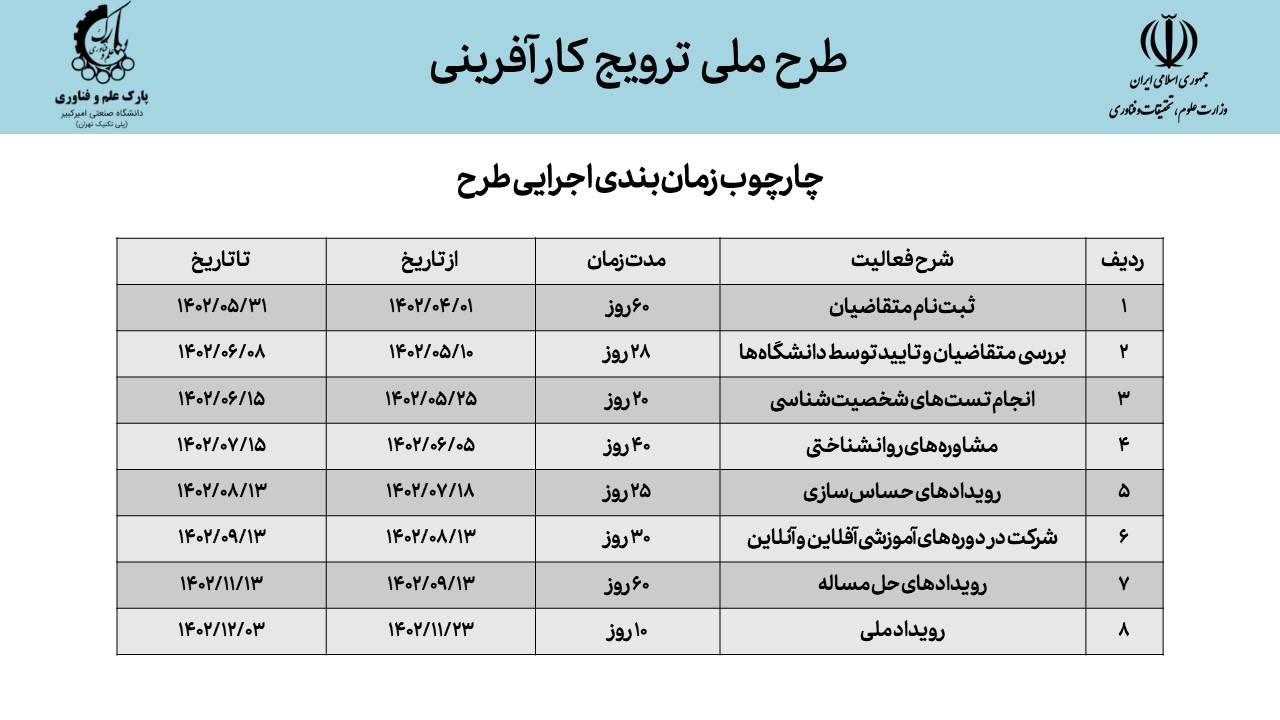 جمهوری اسلامی ایران
وزارت علوم، تحقیقات و فناوری
طرح ملی ترویج کارآفرینی
پارک علم و فناوری
پارک علم و فناوری
دانشگاه صنعتی امیرکبیر
(پلی تکنیک تهران)
چارچوب زمان‌بندی اجرایی طرح
ردیف شرح فعالیت مدت‌زمان از تاریخ تا تاریخ
۱ ثبت‌نام متقاضیان ۶۰ روز ۱۴۰۲/۰۴/۰۱ ۱۴۰۲/۰۵/۳۱
۲ بررسی متقاضیان و تایید توسط دانشگاه‌ها ۲۸ روز ۱۴۰۲/۰۵/۱۰ ۱۴۰۲/۰۶/۰۸
۳ انجام تست‌های شخصیت‌شناسی ۲۰ روز ۱۴۰۲/۰۵/۲۵ ۱۴۰۲/۰۶/۱۵
۴ مشاوره‌های روانشناختی ۴۰ روز ۱۴۰۲/۰۶/۰۵ ۱۴۰۲/۰۷/۱۵
۵ رویدادهای حساس‌سازی ۲۵ روز ۱۴۰۲/۰۷/۱۸ ۱۴۰۲/۰۸/۱۳
۶ شرکت در دوره‌های آموزشی آفلاین و آنلاین ۳۰ روز ۱۴۰۲/۰۸/۱۳ ۱۴۰۲/۰۹/۱۳
۷ رویدادهای حل مساله ۶۰ روز ۱۴۰۲/۰۹/۱۳ ۱۴۰۲/۱۱/۱۳
۸ رویداد ملی ۱۰ روز ۱۴۰۲/۱۱/۲۳ ۱۴۰۲/۱۲/۰۳